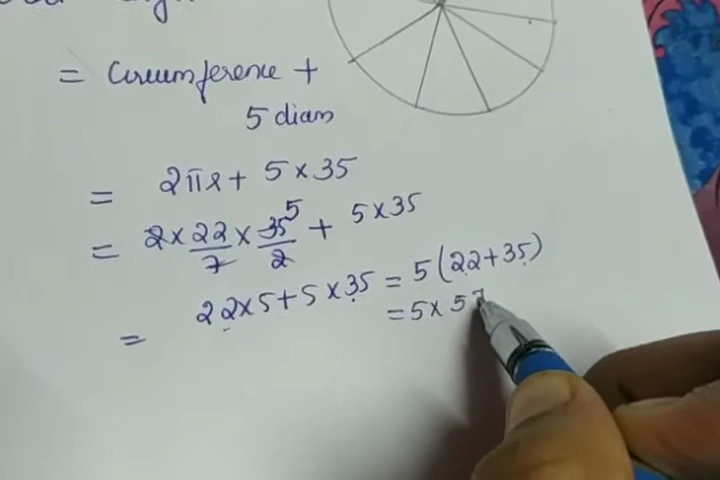 = Circumference +
5 diam
= 2πr + 5 × 35
= 2 × 22/7 × 35/2 5 + 5 × 35
= 22 × 5 + 5 × 35 = 5 (22 + 35)
= 5 × 57